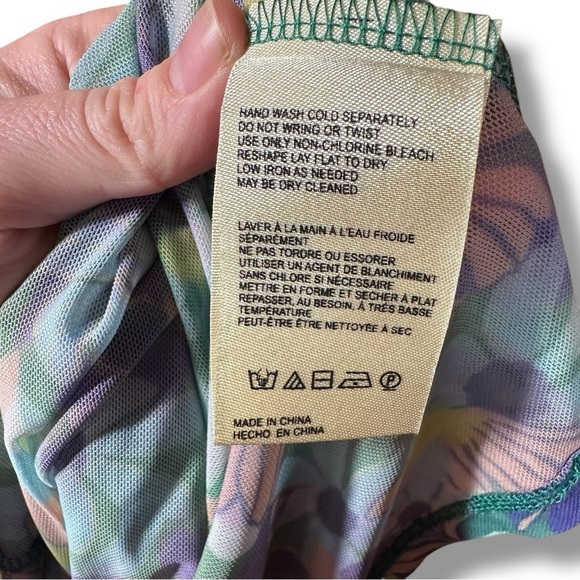 HAND WASH COLD SEPARATELY
DO NOT WRING OR TWIST
USE ONLY NON-CHLORINE BLEACH
RESHAPE LAY FLAT TO DRY
LOW IRON AS NEEDED
MAY BE DRY CLEANED
LAVER À LA MAIN À L'EAU FROIDE
SÉPARÉMENT
NE PAS TORDRE OU ESSORER
UTILISER UN AGENT DE BLANCHIMENT
SANS CHLORE SI NÉCESSAIRE
METTRE EN FORME ET SÉCHER À PLAT
REPASSER, AU BESOIN, À TRÈS BASSE
TEMPÉRATURE
PEUT-ÊTRE ÊTRE NETTOYÉE À SEC
MADE IN CHINA
HECHO EN CHINA